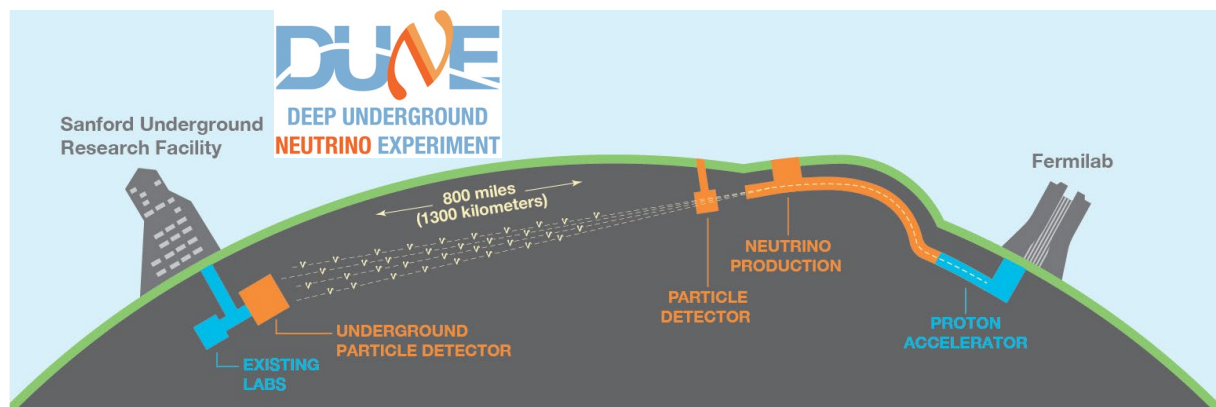 DUNE
DEEP UNDERGROUND
NEUTRINO EXPERIMENT
Sanford Underground
Research Facility
Fermilab
800 miles
(1300 kilometers)
NEUTRINO
PRODUCTION
PARTICLE
DETECTOR
PROTON
ACCELERATOR
UNDERGROUND
PARTICLE DETECTOR
EXISTING
LABS